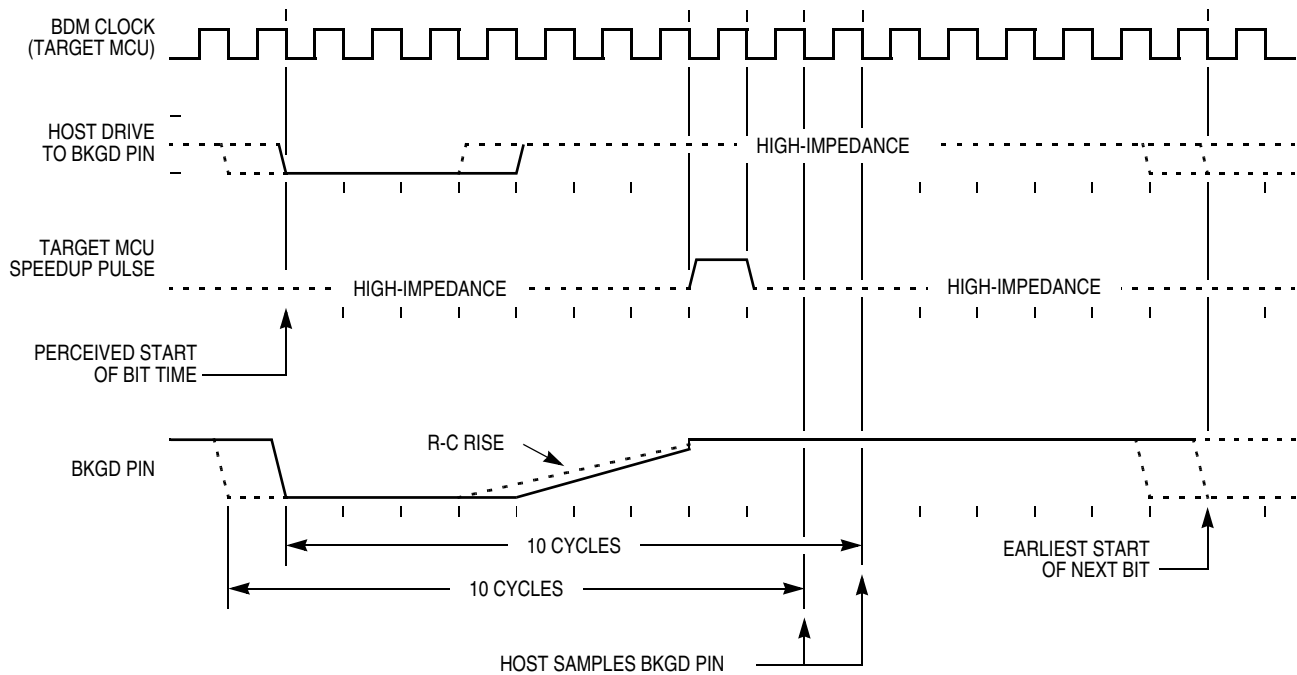 BDM CLOCK
(TARGET MCU)
HOST DRIVE
TO BKGD PIN
HIGH-IMPEDANCE
TARGET MCU
SPEEDUP PULSE
HIGH-IMPEDANCE
HIGH-IMPEDANCE
PERCEIVED START
OF BIT TIME
R-C RISE
BKGD PIN
10 CYCLES
EARLIEST START
OF NEXT BIT
10 CYCLES
HOST SAMPLES BKGD PIN